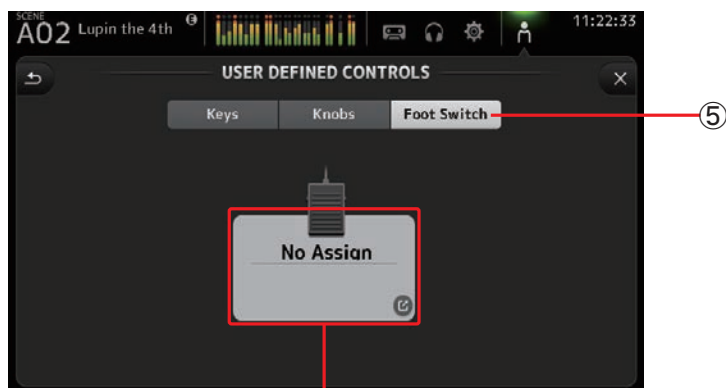 SCENE
A02 Lupin the 4th E
11:22:33
USER DEFINED CONTROLS
Keys Knobs Foot Switch
⑤
No Assign